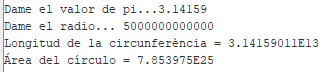 Dame el valor de pi...3.14159
Dame el radio... 5000000000000
Longitud de la circunferència = 3.14159011E13
Área del círculo = 7.853975E25